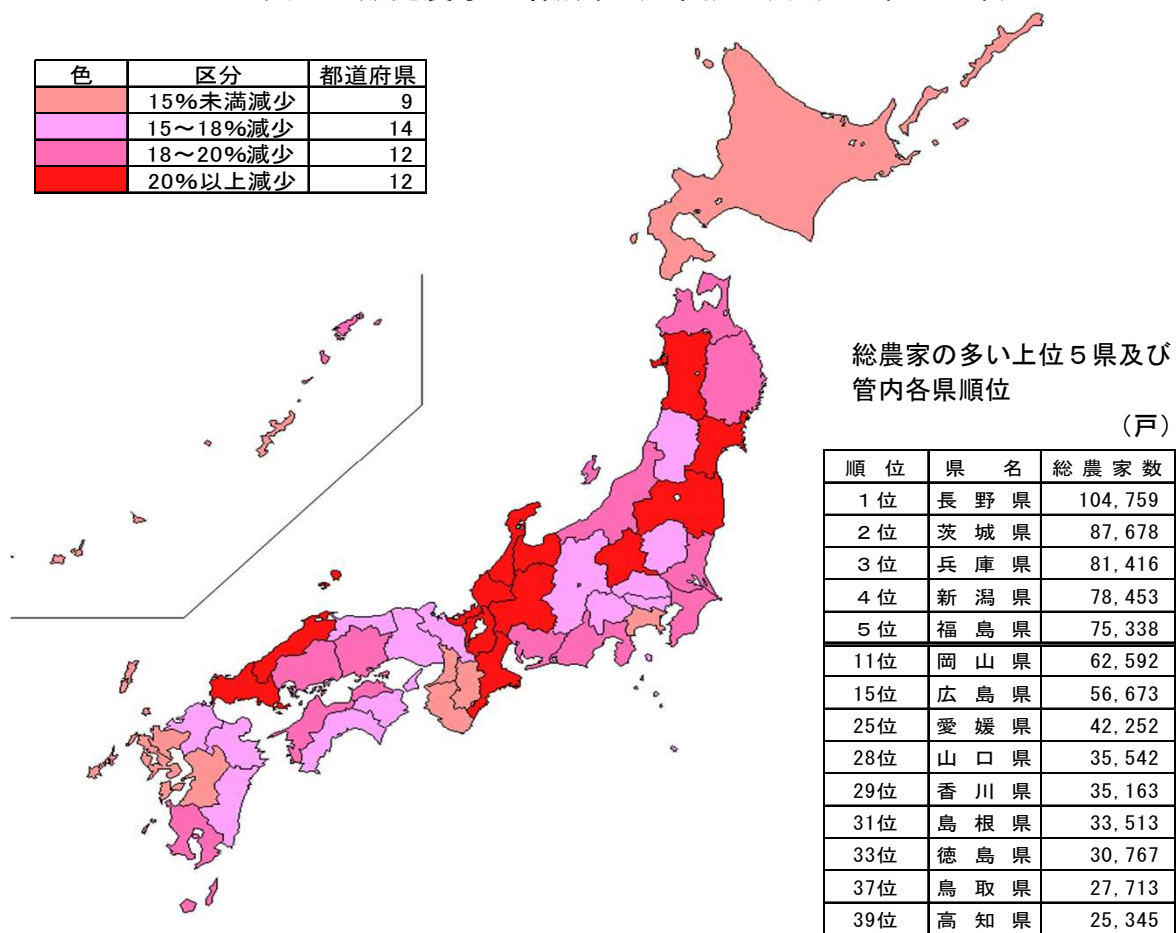 色 区分 都道府県
15%未満減少 9
15～18%減少 14
18～20%減少 12
20%以上減少 12
総農家の多い上位５県及び
管内各県順位
（戸）
順位 県名 総農家数
1位 長野県 104,759
2位 茨城県 87,678
3位 兵庫県 81,416
4位 新潟県 78,453
5位 福島県 75,338
11位 岡山県 62,592
15位 広島県 56,673
25位 愛媛県 42,252
28位 山口県 35,542
29位 香川県 35,163
31位 島根県 33,513
33位 徳島県 30,767
37位 鳥取県 27,713
39位 高知県 25,345